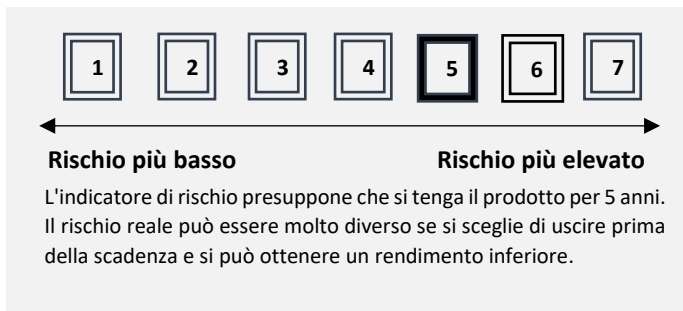 1 2 3 4 5 6 7
Rischio più basso Rischio più elevato
L'indicatore di rischio presuppone che si tenga il prodotto per 5 anni.
Il rischio reale può essere molto diverso se si sceglie di uscire prima
della scadenza e si può ottenere un rendimento inferiore.